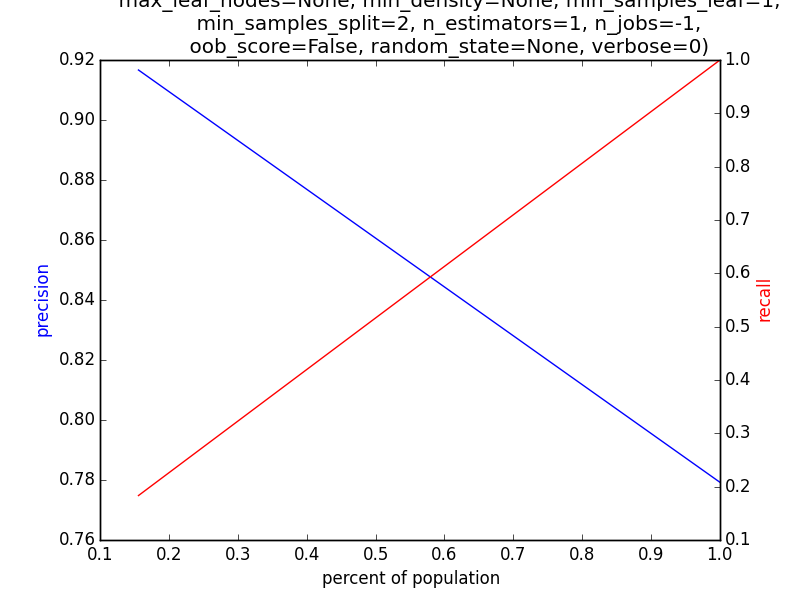 max_leaf_nodes=None, min_density=None, min_samples_leaf=1,
min_samples_split=2, n_estimators=1, n_jobs=-1,
oob_score=False, random_state=None, verbose=0)
0.92
0.90
0.88
0.86
0.84
0.82
0.80
0.78
0.76
precision
1.0
0.9
0.8
0.7
0.6
0.5
0.4
0.3
0.2
0.1
recall
0.1 0.2 0.3 0.4 0.5 0.6 0.7 0.8 0.9 1.0
percent of population